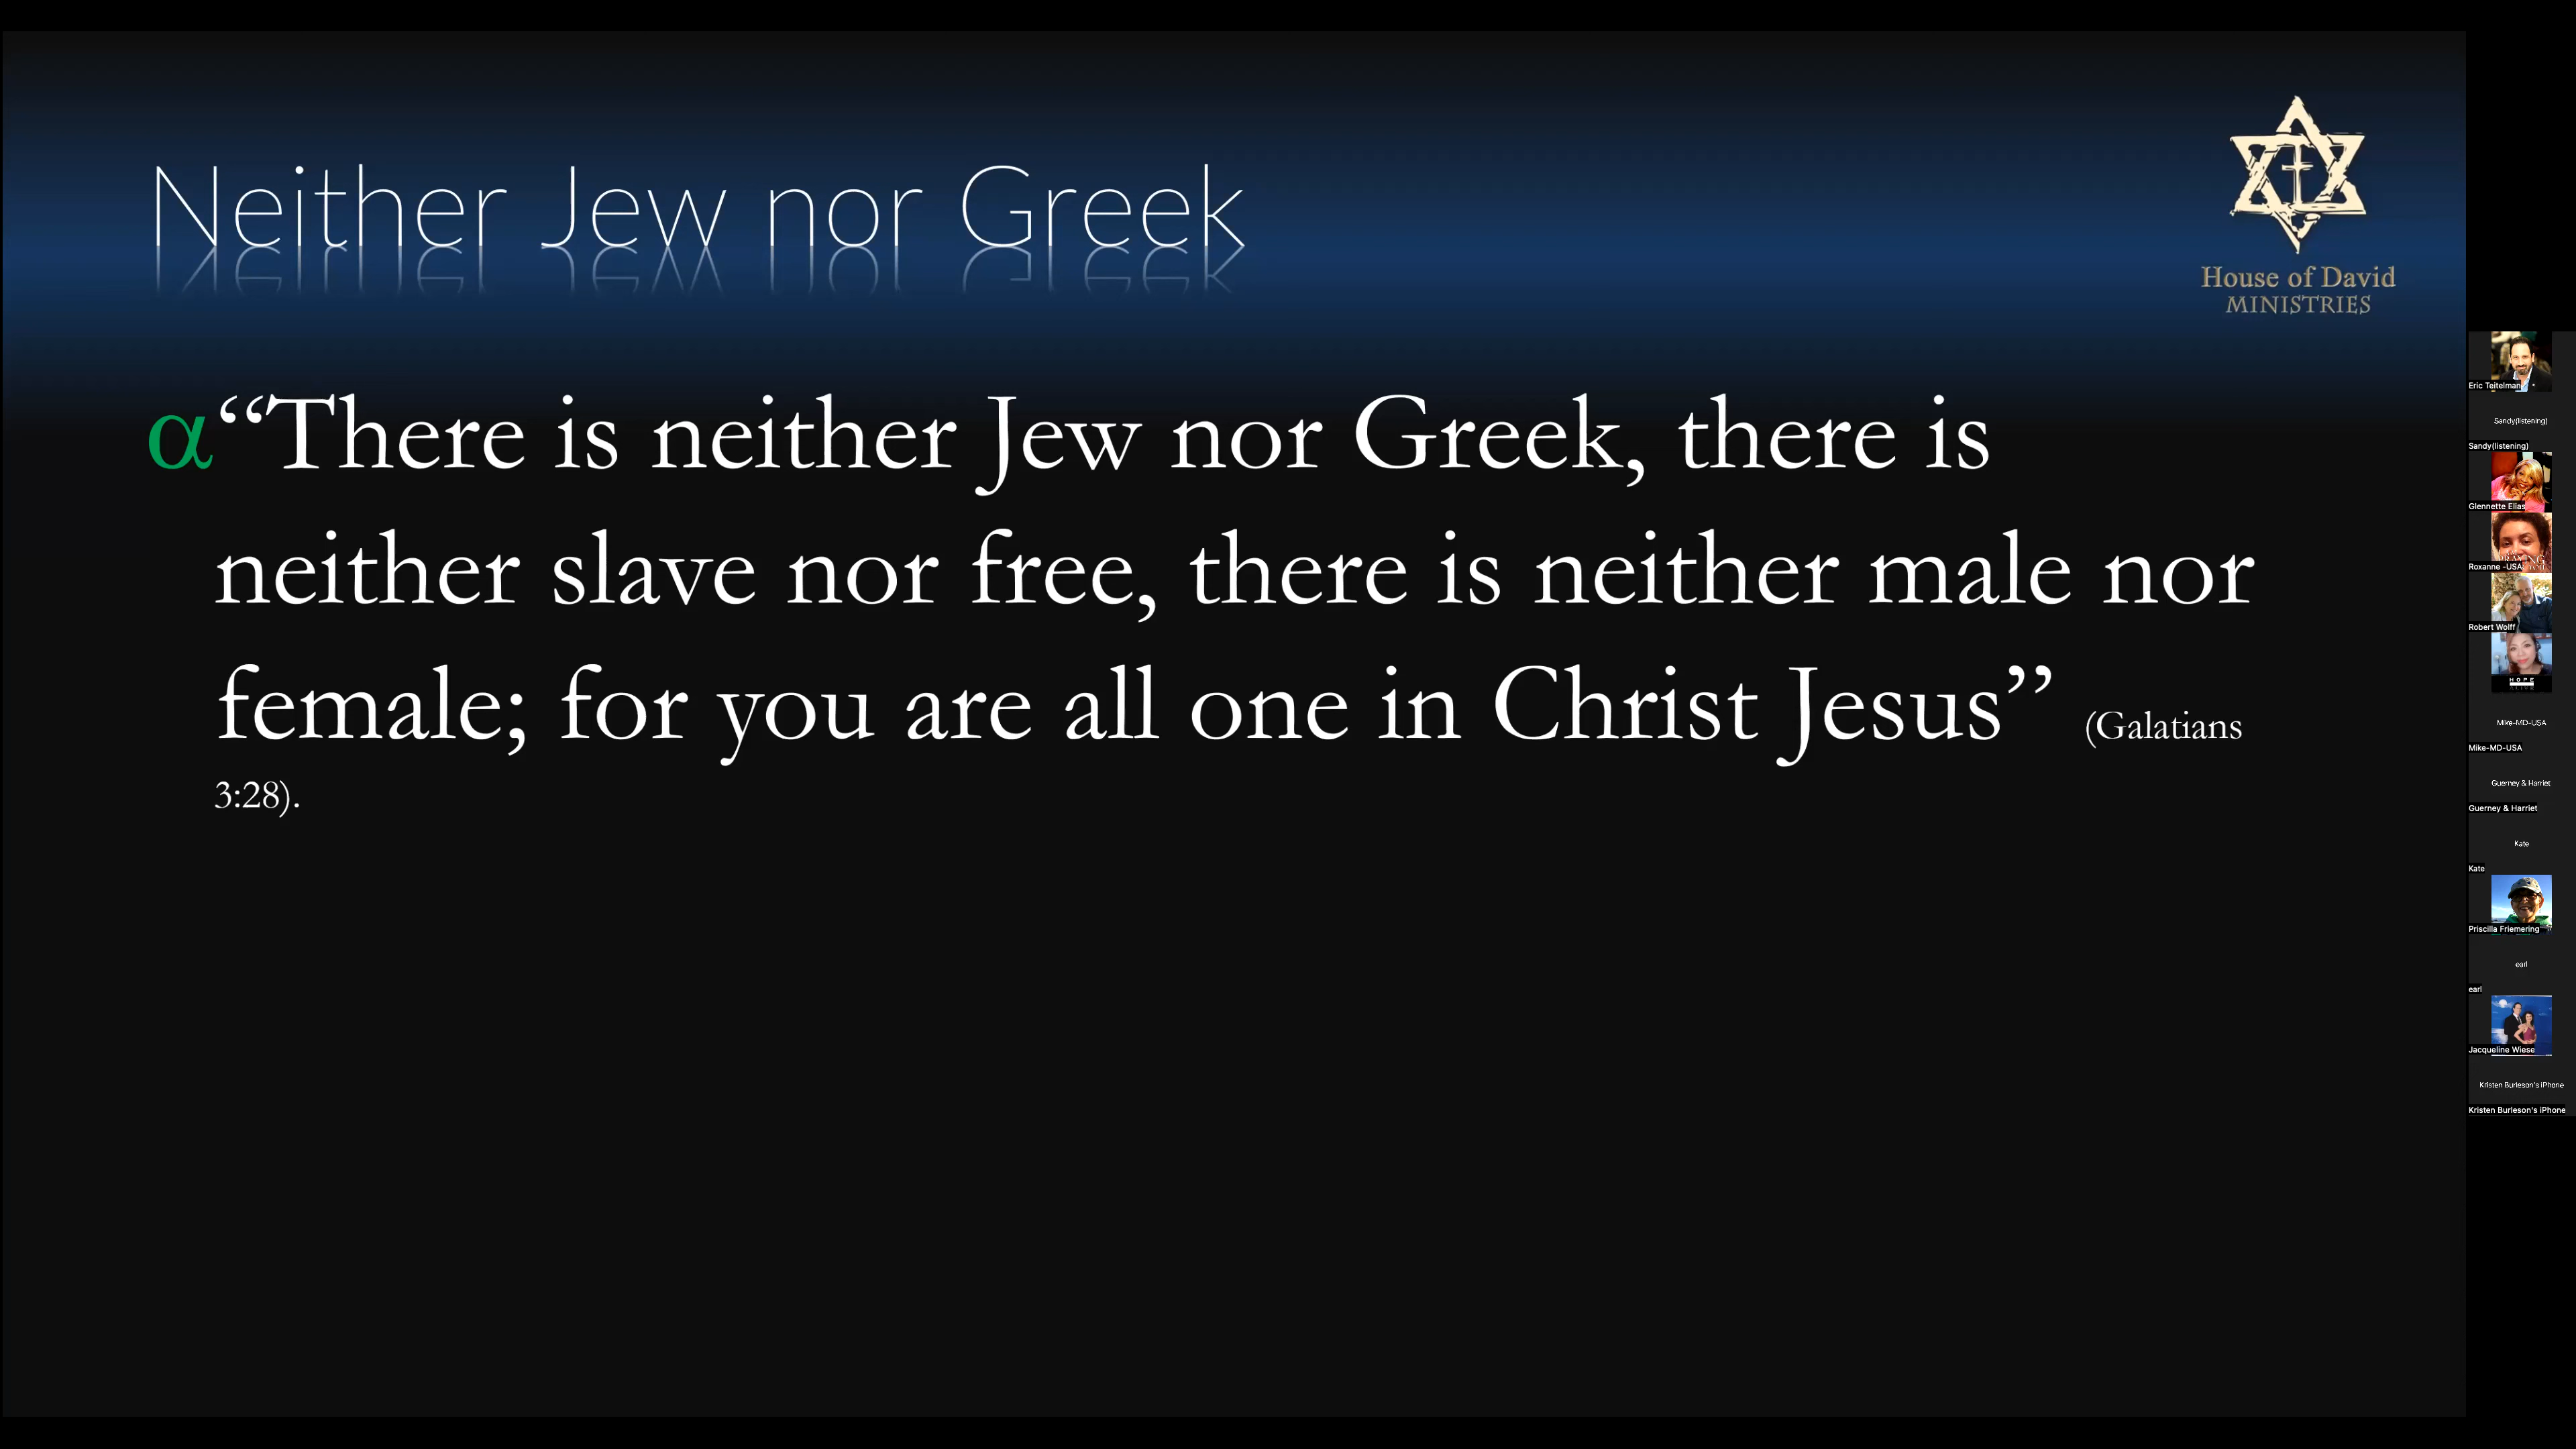 Neither Jew nor Greek
House of David
MINISTRIES
α“There is neither Jew nor Greek, there is
neither slave nor free, there is neither male nor
female; for you are all one in Christ Jesus” (Galatians
3:28).
Eric Teitelman
Sandy(listening)
Sandy(listening)
Glennette Elias
Roxanne -USA
Robert Wolff
HOPE
Mike-MD-USA
Mike-MD-USA
Guerney & Harriet
Guerney & Harriet
Kate
Kate
Priscilla Friemering
earl
earl
Jacqueline Wiese
Kristen Burleson's iPhone
Kristen Burleson's iPhone